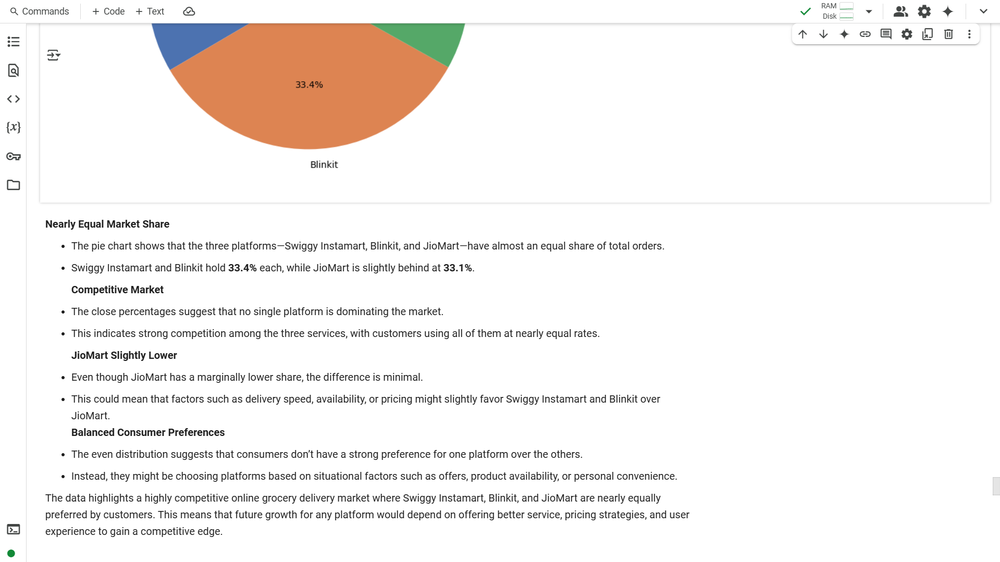 Commands
+ Code
+ Text
RAM
Disk
{x}
33.4%
Blinkit
Nearly Equal Market Share
• The pie chart shows that the three platforms—Swiggy Instamart, Blinkit, and JioMart—have almost an equal share of total orders.
• Swiggy Instamart and Blinkit hold 33.4% each, while JioMart is slightly behind at 33.1%.
Competitive Market
• The close percentages suggest that no single platform is dominating the market.
• This indicates strong competition among the three services, with customers using all of them at nearly equal rates.
JioMart Slightly Lower
• Even though JioMart has a marginally lower share, the difference is minimal.
• This could mean that factors such as delivery speed, availability, or pricing might slightly favor Swiggy Instamart and Blinkit over
JioMart.
Balanced Consumer Preferences
• The even distribution suggests that consumers don’t have a strong preference for one platform over the others.
• Instead, they might be choosing platforms based on situational factors such as offers, product availability, or personal convenience.
The data highlights a highly competitive online grocery delivery market where Swiggy Instamart, Blinkit, and JioMart are nearly equally
preferred by customers. This means that future growth for any platform would depend on offering better service, pricing strategies, and user
experience to gain a competitive edge.